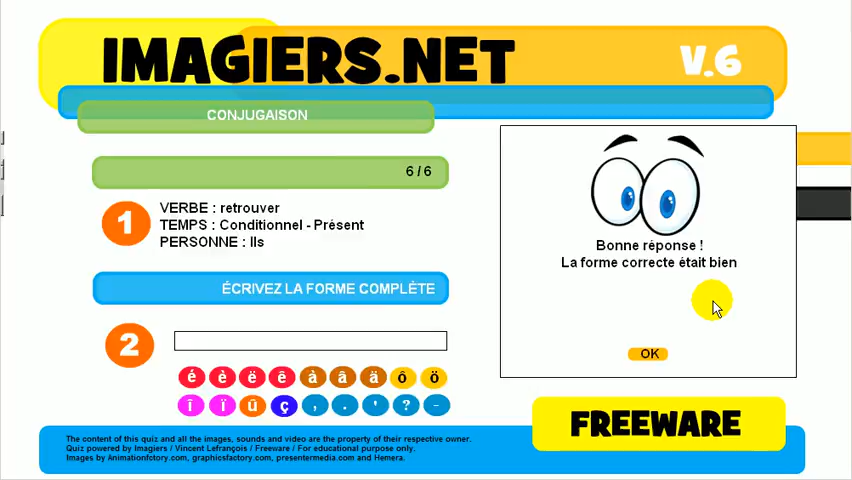 IMAGIERS.NET
V.6
CONJUGAISON
6 / 6
1
VERBE : retrouver
TEMPS : Conditionnel - Présent
PERSONNE : Ils
ÉCRIVEZ LA FORME COMPLÈTE
2
é è ë ê à â ä ô ö
î ï û ç , . ' ? -
Bonne réponse !
La forme correcte était bien
OK
FREEWARE
The content of this quiz and all the images, sounds and video are the property of their respective owner.
Quiz powered by Imagiers / Vincent Lefrançois / For educational purpose only.
Images by Animationfctory.com, graphicsfactory.com, presentermedia.com and Hemera.